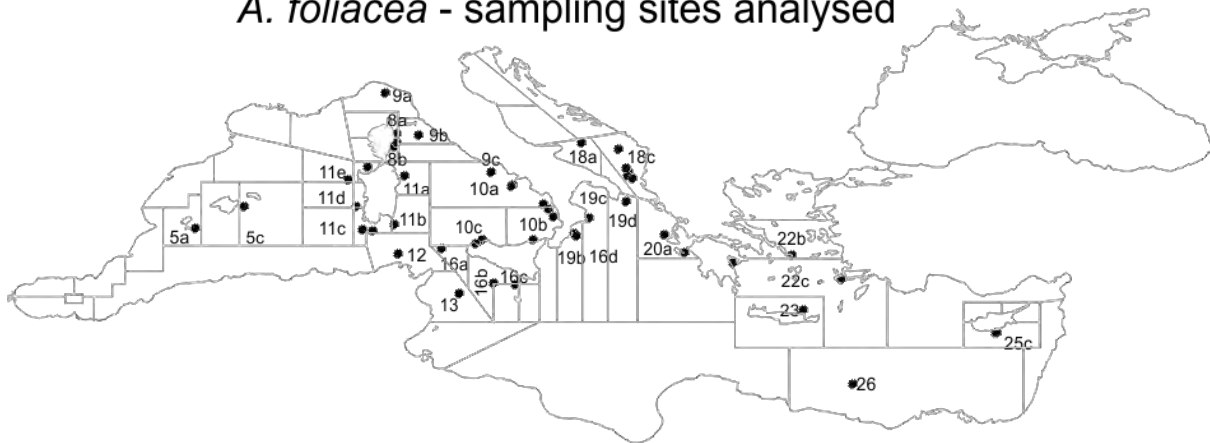 A. foliacea - sampling sites analysed
9a
8a
9b
8b
9c
18a
18c
11e
11a
10a
11d
19c
19d
11b
10c
10b
11c
5a
5c
12
16a
19b
16d
20a
22b
16b
16c
22c
13
23
25c
26